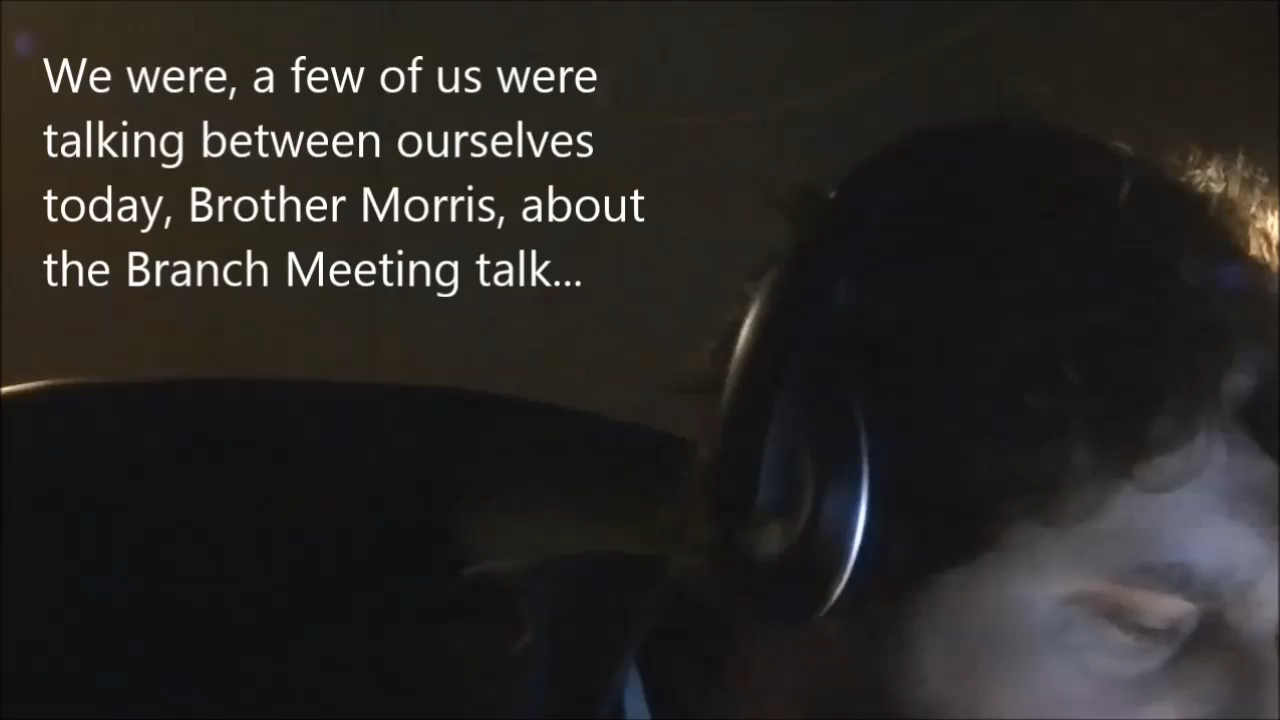 We were, a few of us were
talking between ourselves
today, Brother Morris, about
the Branch Meeting talk...